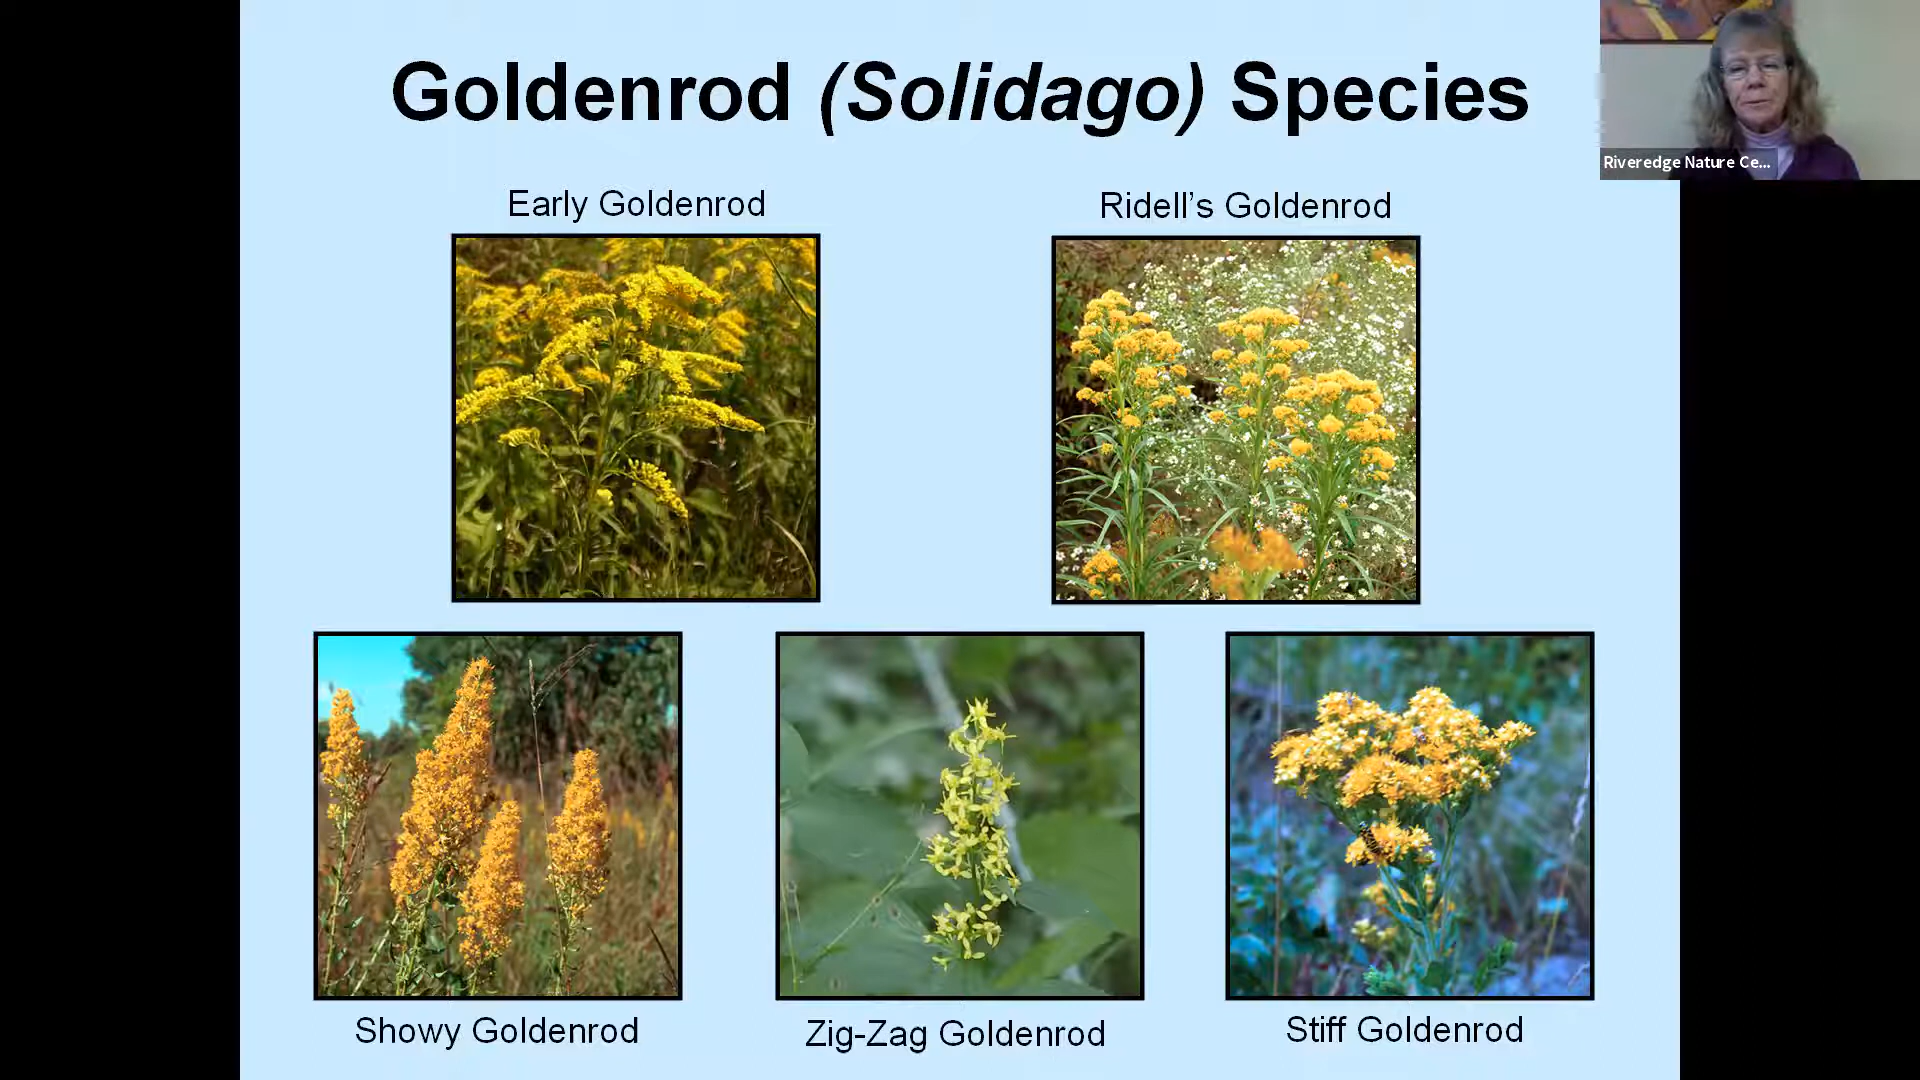 Goldenrod (Solidago) Species
Riveredge Nature Ce...
Early Goldenrod
Ridell’s Goldenrod
Showy Goldenrod
Zig-Zag Goldenrod
Stiff Goldenrod